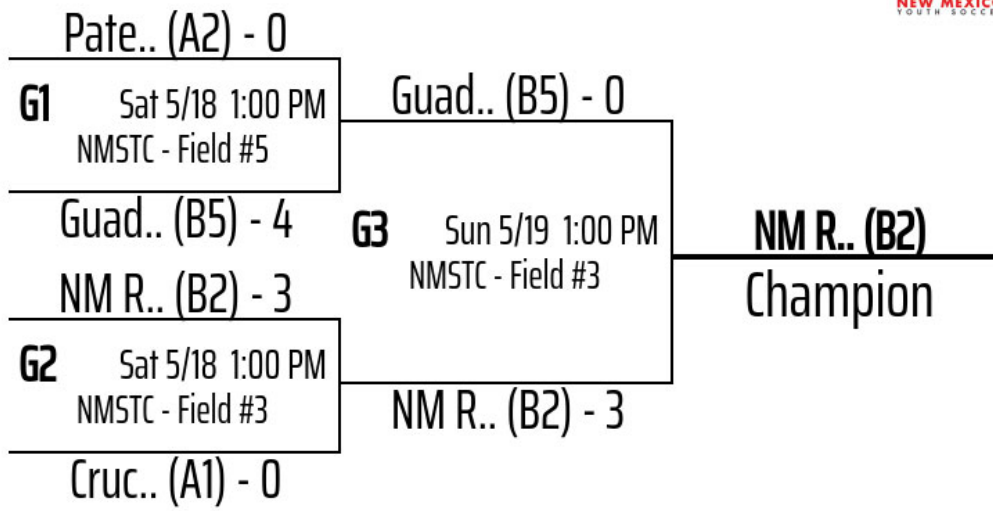 NEW MEXICO
YOUTH SOCCE
Pate.. (A2) - 0
G1 Sat 5/18 1:00 PM
NMSTC - Field #5
Guad.. (B5) - 4
NM R.. (B2) - 3
G2 Sat 5/18 1:00 PM
NMSTC - Field #3
Cruc.. (A1) - 0
Guad.. (B5) - 0
G3 Sun 5/19 1:00 PM
NMSTC - Field #3
NM R.. (B2) - 3
NM R.. (B2)
Champion